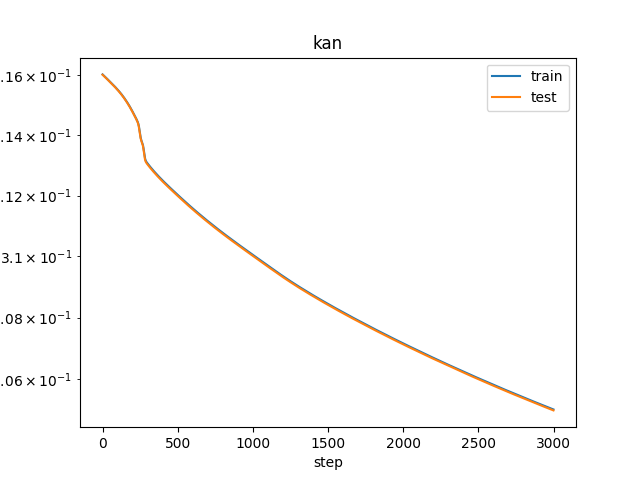 kan
.16 × 10⁻¹
.14 × 10⁻¹
.12 × 10⁻¹
3.1 × 10⁻¹
.08 × 10⁻¹
.06 × 10⁻¹
train
test
0 500 1000 1500 2000 2500 3000
step